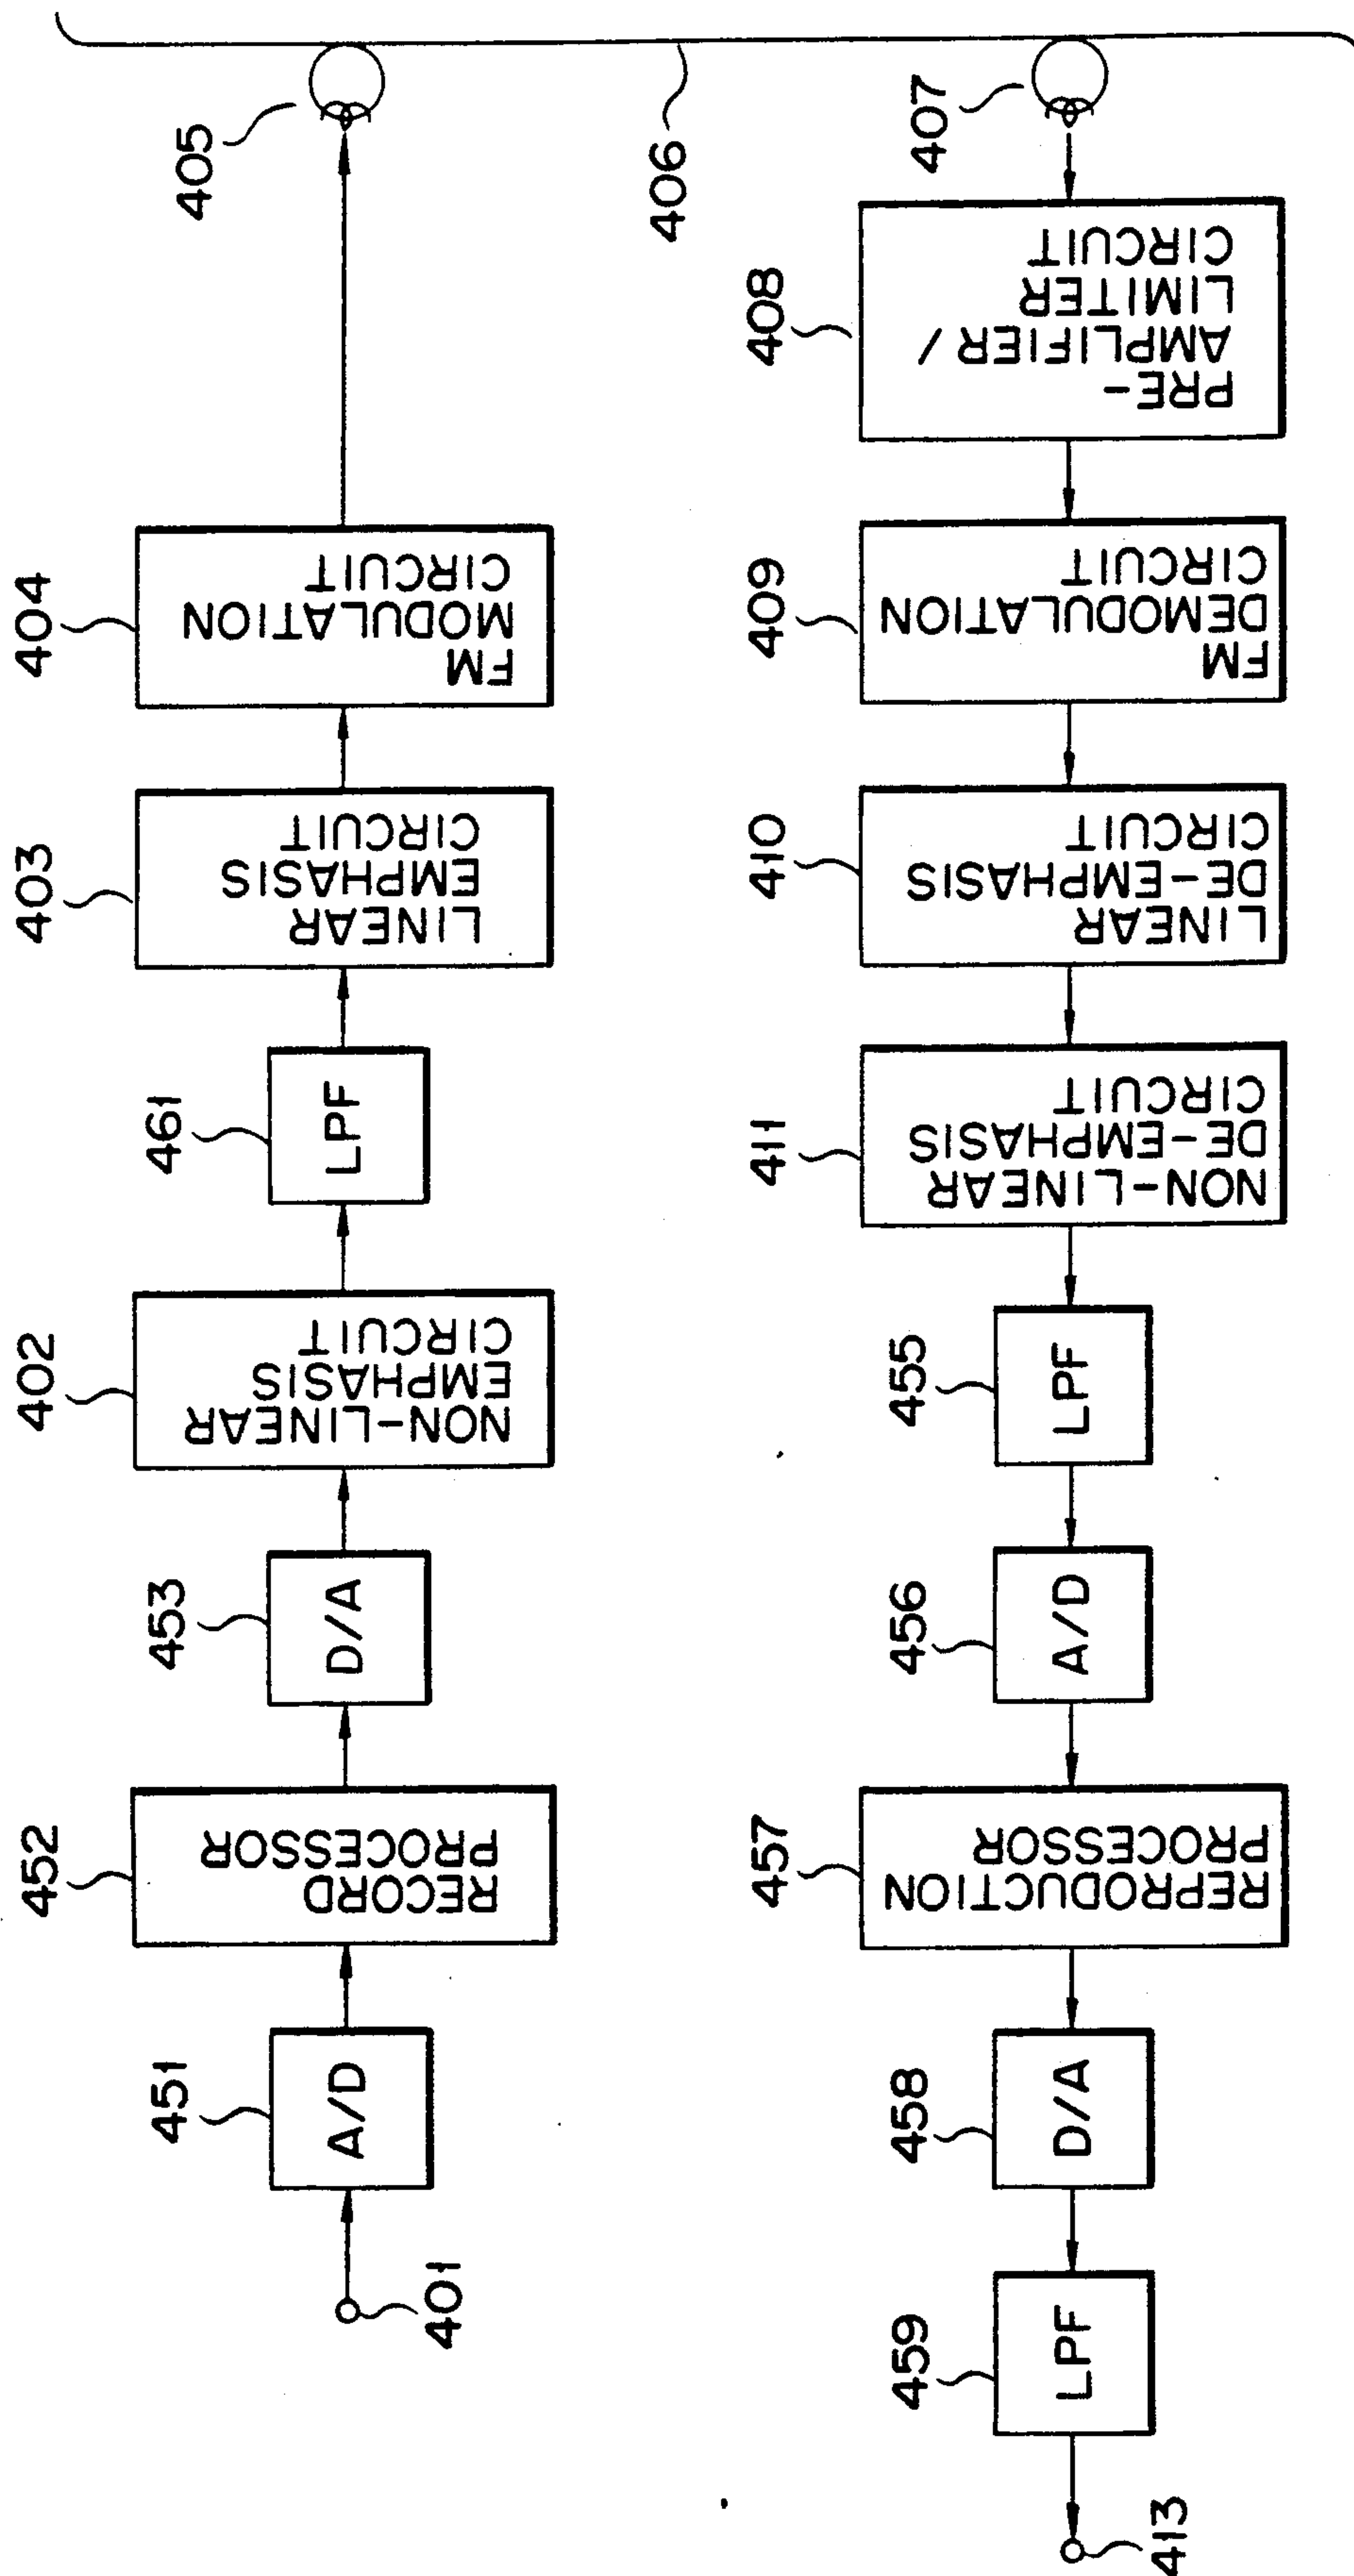 401
451
A/D
452
RECORD
PROCESSOR
453
D/A
402
NON-LINEAR
EMPHASIS
CIRCUIT
461
LPF
403
LINEAR
EMPHASIS
CIRCUIT
404
FM
MODULATION
CIRCUIT
405
406
407
408
PRE-
AMPLIFIER /
LIMITER
CIRCUIT
409
FM
DEMODULATION
CIRCUIT
410
LINEAR
DE-EMPHASIS
CIRCUIT
411
NON-LINEAR
DE-EMPHASIS
CIRCUIT
455
LPF
456
A/D
457
REPRODUCTION
PROCESSOR
458
D/A
459
LPF
413